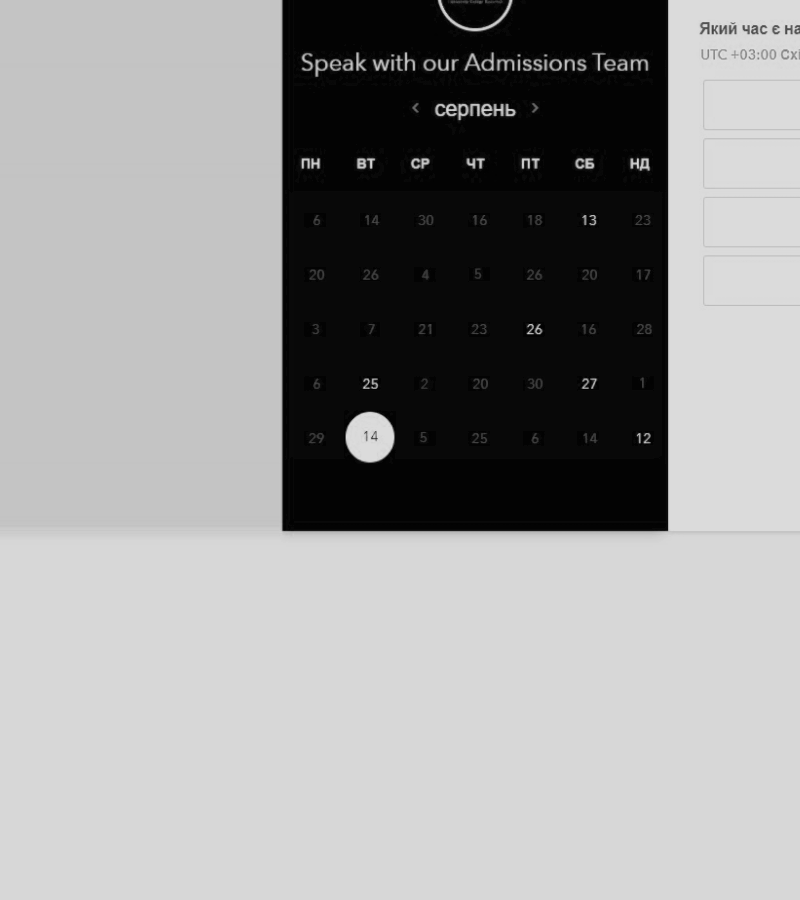 Speak with our Admissions Team
серпень
ПН ВТ СР ЧТ ПТ СБ НД
6 14 30 16 18 13 23
20 26 4 5 26 20 17
3 7 21 23 26 16 28
6 25 2 20 30 27 1
29 14 5 25 6 14 12
Який час є на
UTC +03:00 Схі